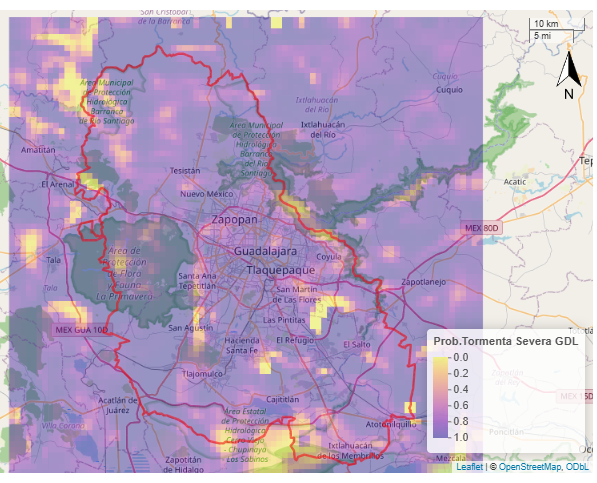 San Cristóbal
de la Barranca
10 km
5 mi
N
Cuquio
Cuquío
Área Municipal
de Protección
Hidrológica
Barranca
del Río Santiago
Ixtlahuacán
del Río
Área Municipal
de Protección
Hidrológica
Barranca
del Río
Santiago
Ixtlahuacán
del Río
Amatitán
Tesistán
Acatic
El Arenal
Nuevo México
Zapopan
MEX 80D
Guadalajara
Área de
Protección
de Flora
y Fauna
La Primavera
Tala
Tala
Coyula
Tlaquepaque
Santa Ana
Tepetitlán
Zapotlanejo
San Martín
de Las Flores
Las Pintitas
MEX GUA 10D
San Agustín
Hacienda
Santa Fe
El Refugio
El Salto
Prob.Tormenta Severa GDL
0.0
0.2
0.4
0.6
0.8
1.0
Tlajomulco
Cajititlán
Acatlán de
Juárez
Villa Corona
Área Estatal
de Protección
Hidrológica
Cerro Viejo
- Chupinaya
- Los Sabinos
Atotonilquillo
Ixtlahuacán
de los Membrillos
Zapotitán
de Hidalgo
Mezcala
Leaflet | © OpenStreetMap, ODbL